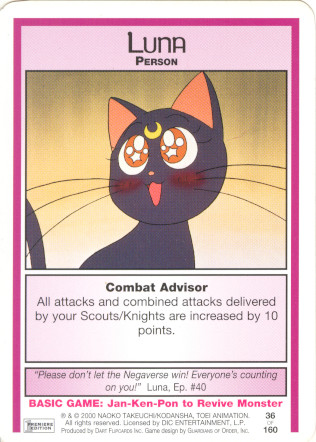 Luna
Person
Combat Advisor
All attacks and combined attacks delivered
by your Scouts/Knights are increased by 10
points.
"Please don't let the Negaverse win! Everyone's counting
on you!" Luna, Ep. #40
BASIC GAME: Jan-Ken-Pon to Revive Monster
PREMIERE
EDITION
® & © 2000 NAOKO TAKEUCHI/KODANSHA, TOEI ANIMATION.
All rights reserved. Licensed by DIC ENTERTAINMENT, L.P.
Produced by Dart Flipcards Inc. Game design by Guardians of Order, Inc.
36
OF
160